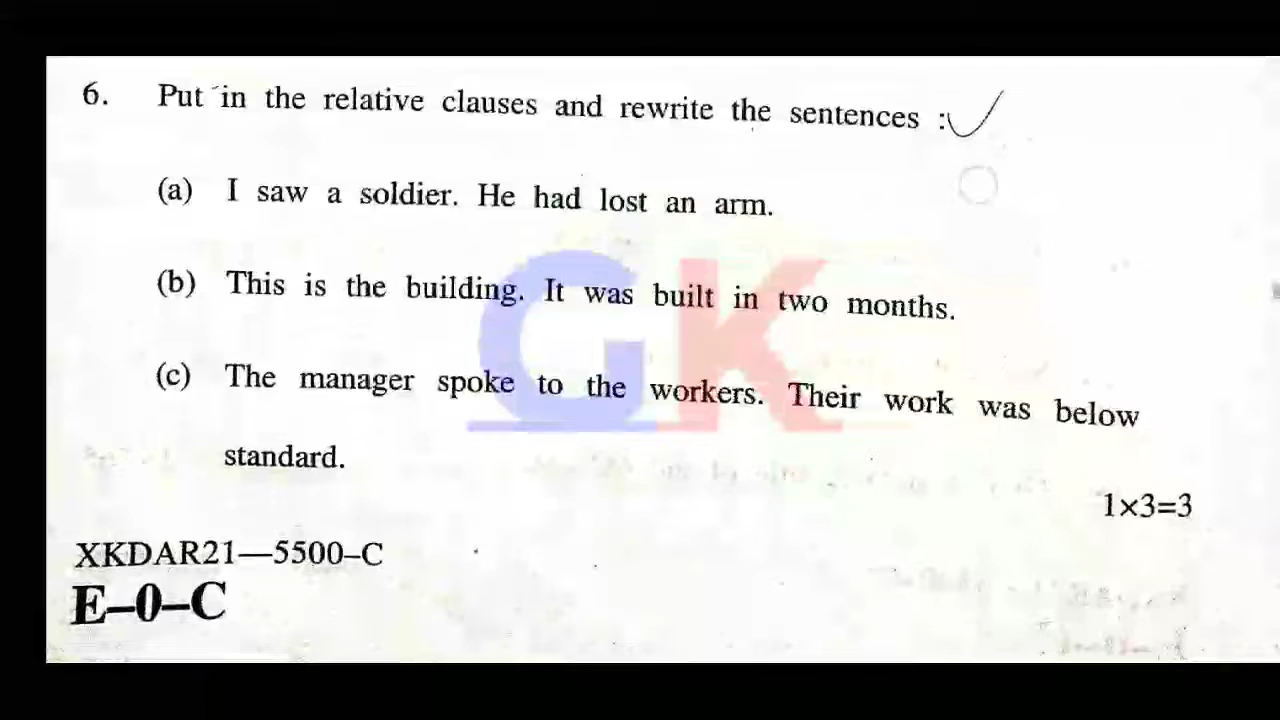 6. Put in the relative clauses and rewrite the sentences :
(a) I saw a soldier. He had lost an arm.
(b) This is the building. It was built in two months.
(c) The manager spoke to the workers. Their work was below
standard.
1×3=3
XKDAR21—5500–C
E–0–C
GK